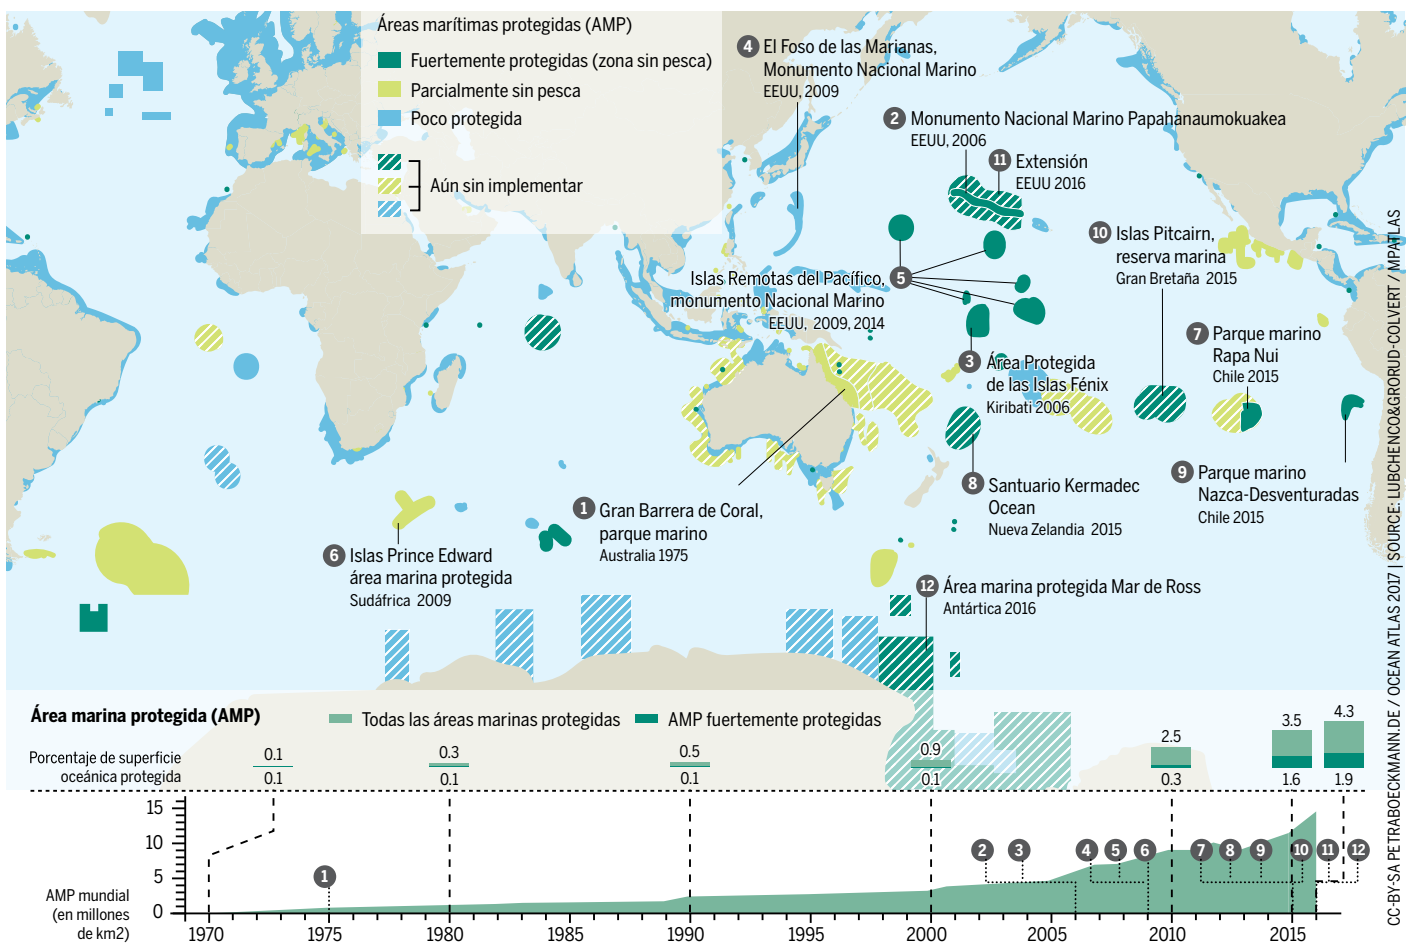 Áreas marítimas protegidas (AMP)
Fuertemente protegidas (zona sin pesca)
Parcialmente sin pesca
Poco protegida
Aún sin implementar
4 El Foso de las Marianas,
Monumento Nacional Marino
EEUU, 2009
2 Monumento Nacional Marino Papahanaumokuakea
EEUU, 2006
11 Extensión
EEUU 2016
10 Islas Pitcairn,
reserva marina
Gran Bretaña 2015
Islas Remotas del Pacífico, 5
monumento Nacional Marino
EEUU, 2009, 2014
7 Parque marino
Rapa Nui
Chile 2015
3 Área Protegida
de las Islas Fénix
Kiribati 2006
9 Parque marino
Nazca-Desventuradas
Chile 2015
8 Santuario Kermadec
Ocean
Nueva Zelandia 2015
1 Gran Barrera de Coral,
parque marino
Australia 1975
6 Islas Prince Edward
área marina protegida
Sudáfrica 2009
12 Área marina protegida Mar de Ross
Antártica 2016
Área marina protegida (AMP)
Todas las áreas marinas protegidas
AMP fuertemente protegidas
Porcentaje de superficie
oceánica protegida
0.1 0.3 0.5 0.9 2.5 3.5 4.3
0.1 0.1 0.1 0.1 0.3 1.6 1.9
15
10
5
0
AMP mundial
(en millones
de km2)
1 2 3 4 5 6 7 8 9 10 11 12
1970 1975 1980 1985 1990 1995 2000 2005 2010 2015
CC-BY-SA PETRABOECKMANN.DE / OCEAN ATLAS 2017 | SOURCE: LUBCHENCO&GRORUD-COLVERT / MPATLAS